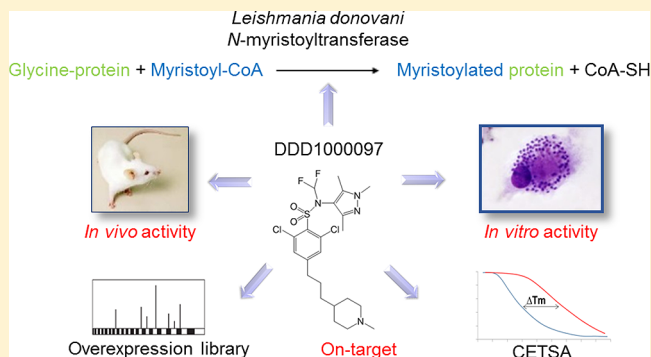 Leishmania donovani
N-myristoyltransferase
Glycine-protein + Myristoyl-CoA
Myristoylated protein + CoA-SH
DDD1000097
In vivo activity
In vitro activity
F
F
N
N
N
O
O
S
Cl
Cl
N
ΔTm
Overexpression library
On-target
CETSA